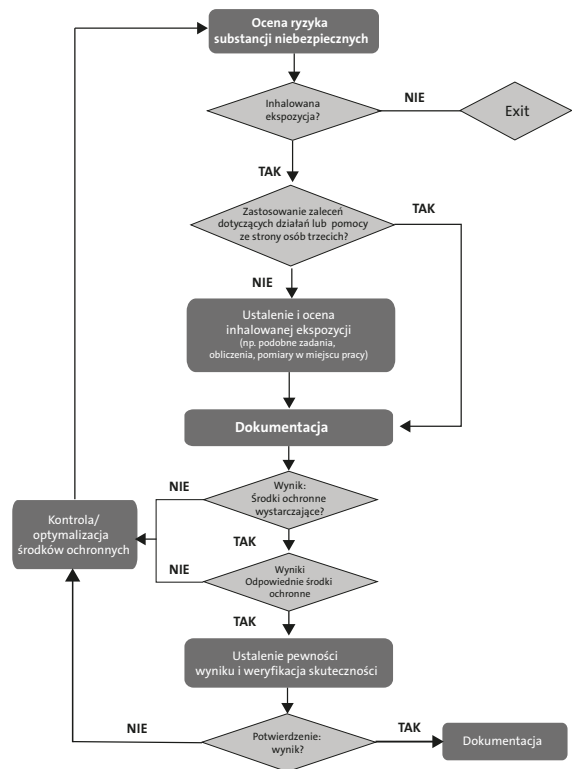 Ocena ryzyka
substancji niebezpiecznych
Inhalowana
ekspozycja?
NIE
Exit
TAK
Zastosowanie zaleceń
dotyczących działań lub pomocy
ze strony osób trzecich?
TAK
NIE
Ustalenie i ocena
inhalowanej ekspozycji
(np. podobne zadania,
obliczenia, pomiary w miejscu pracy)
Dokumentacja
NIE
Wynik:
Środki ochronne
wystarczające?
Kontrola/
optymalizacja
środków ochronnych
TAK
NIE
Wyniki
Odpowiednie środki
ochronne
TAK
Ustalenie pewności
wyniku i weryfikacja skuteczności
NIE
Potwierdzenie:
wynik?
TAK
Dokumentacja